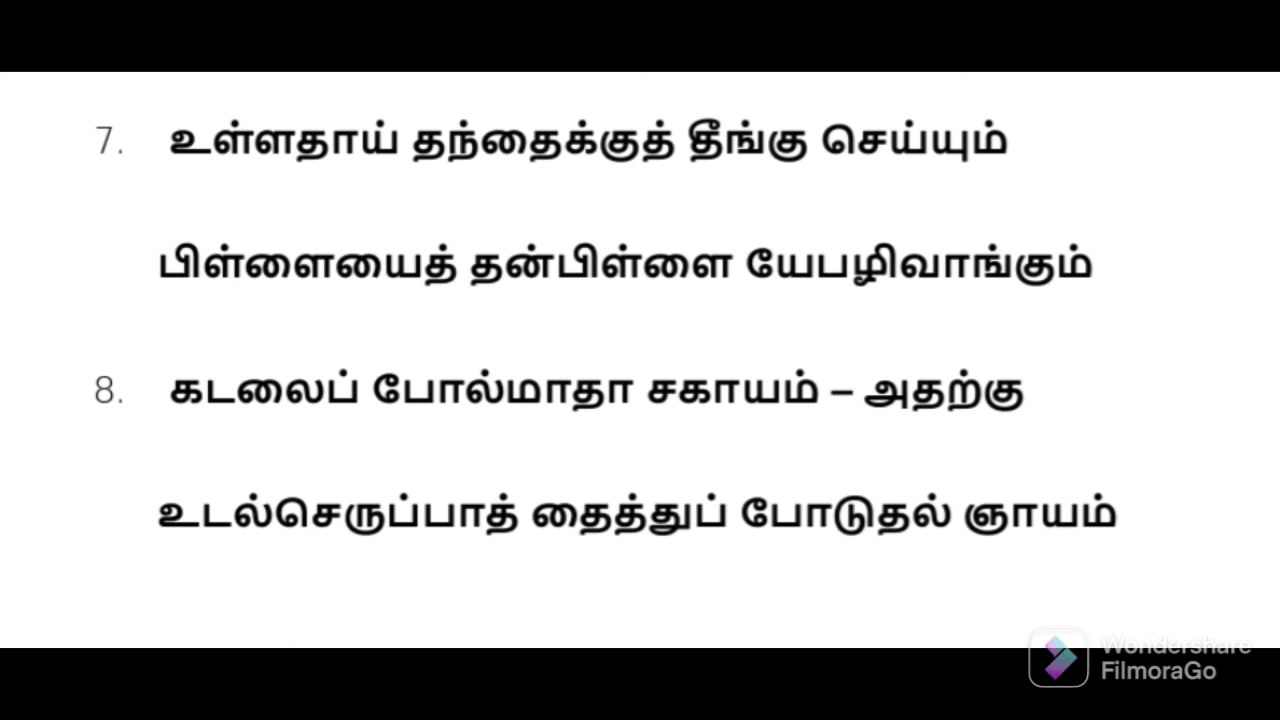 7. உள்ளதாய் தந்தைக்குத் தீங்கு செய்யும்
பிள்ளையைத் தன்பிள்ளை யேபழிவாங்கும்
8. கடலைப் போல்மாதா சகாயம் – அதற்கு
உடல்செருப்பாத் தைத்துப் போடுதல் ஞாயம்
Wondershare
FilmoraGo